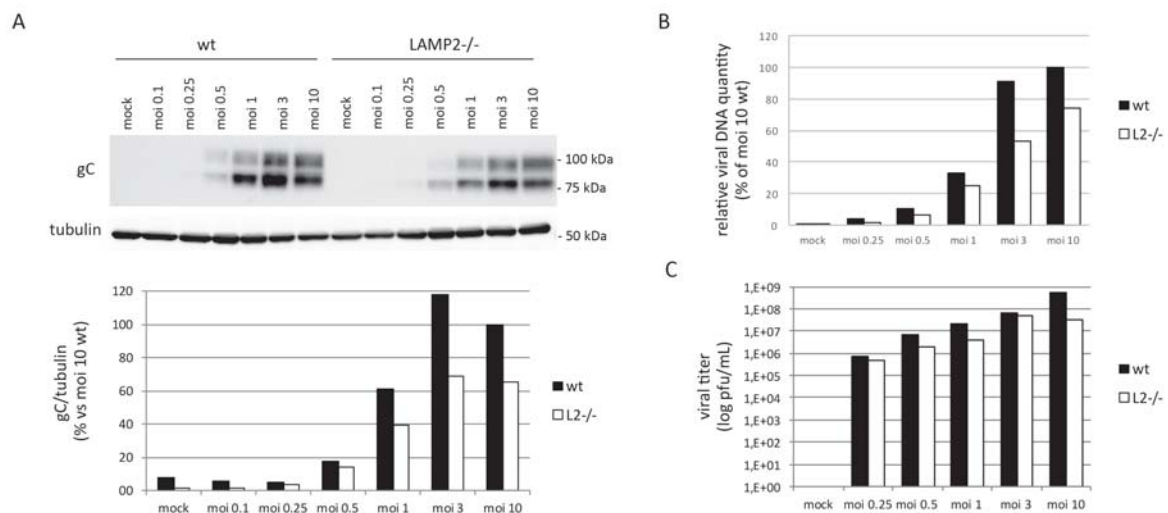 A
wt
LAMP2-/-
mock
moi 0.1
moi 0.25
moi 0.5
moi 1
moi 3
moi 10
mock
moi 0.1
moi 0.25
moi 0.5
moi 1
moi 3
moi 10
gC
- 100 kDa
- 75 kDa
tubulin
- 50 kDa
gC/tubulin
(% vs moi 10 wt)
120
100
80
60
40
20
00
mock
moi 0.1
moi 0.25
moi 0.5
moi 1
moi 3
moi 10
wt
L2-/-
B
relative viral DNA quantity
(% of moi 10 wt)
120
100
80
60
40
20
0
mock
moi 0.25
moi 0.5
moi 1
moi 3
moi 10
wt
L2-/-
C
viral titer
(log pfu/mL)
1,E+09
1,E+08
1,E+07
1,E+06
1,E+05
1,E+04
1,E+03
1,E+02
1,E+01
1,E+00
mock
moi 0.25
moi 0.5
moi 1
moi 3
moi 10
wt
L2-/-